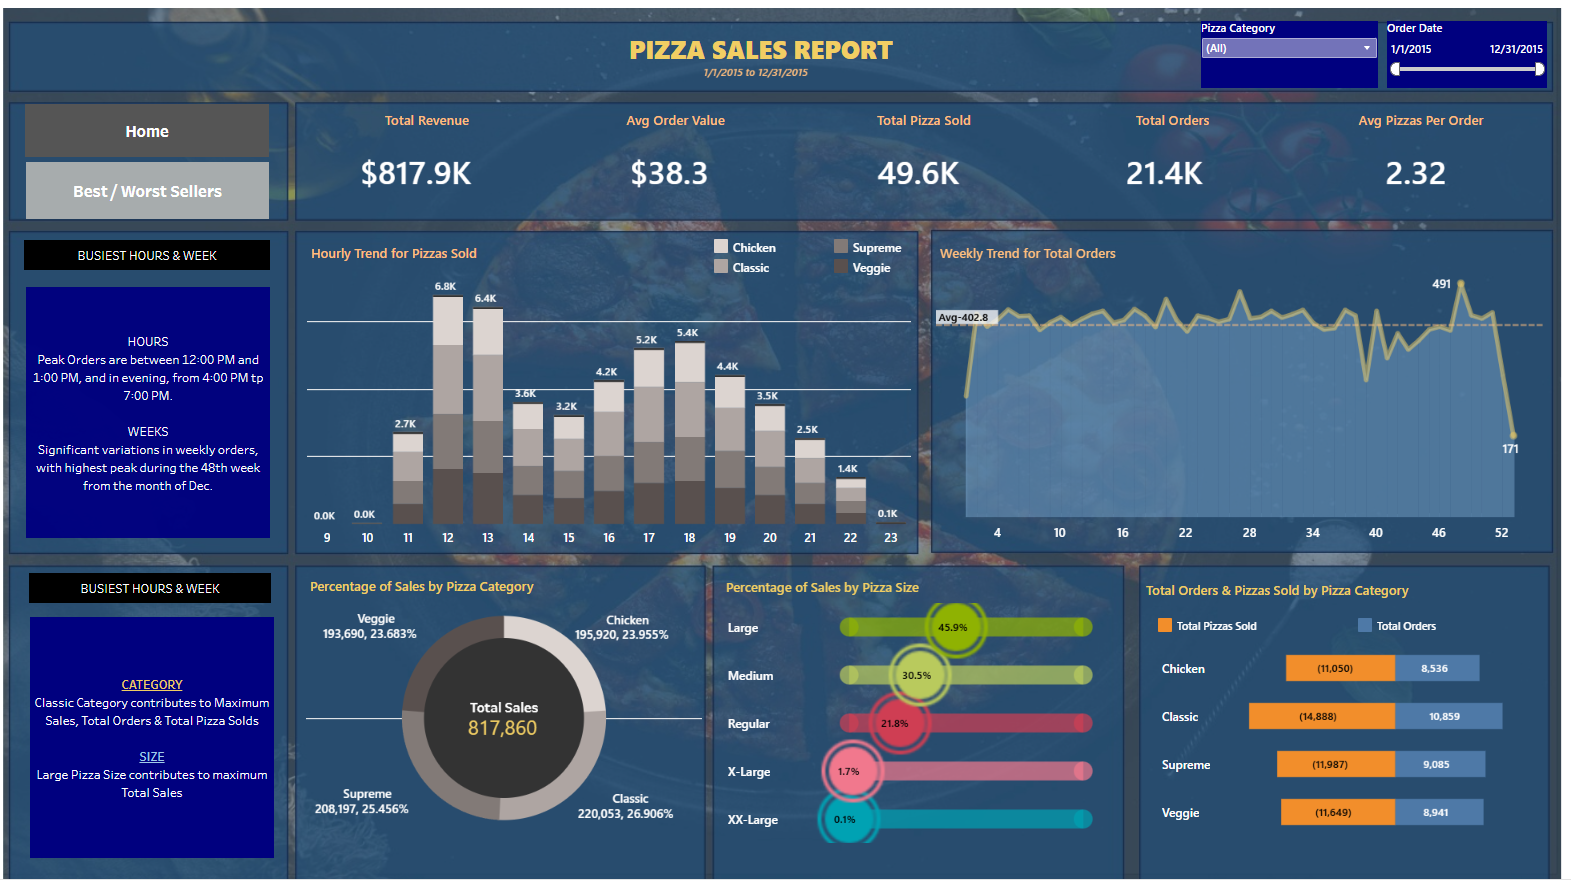 PIZZA SALES REPORT
1/1/2015 to 12/31/2015
Pizza Category
(All)
Order Date
1/1/2015 12/31/2015
Home
Best / Worst Sellers
Total Revenue
$817.9K
Avg Order Value
$38.3
Total Pizza Sold
49.6K
Total Orders
21.4K
Avg Pizzas Per Order
2.32
BUSIEST HOURS & WEEK
HOURS
Peak Orders are between 12:00 PM and
1:00 PM, and in evening, from 4:00 PM tp
7:00 PM.
WEEKS
Significant variations in weekly orders,
with highest peak during the 48th week
from the month of Dec.
Hourly Trend for Pizzas Sold
Chicken Supreme
Classic Veggie
0.0K 0.0K 2.7K 6.8K 6.4K 3.6K 3.2K 4.2K 5.2K 5.4K 4.4K 3.5K 2.5K 1.4K 0.1K
9 10 11 12 13 14 15 16 17 18 19 20 21 22 23
Weekly Trend for Total Orders
491
Avg-402.8
171
4 10 16 22 28 34 40 46 52
BUSIEST HOURS & WEEK
CATEGORY
Classic Category contributes to Maximum
Sales, Total Orders & Total Pizza Solds
SIZE
Large Pizza Size contributes to maximum
Total Sales
Percentage of Sales by Pizza Category
Veggie
193,690, 23.683%
Chicken
195,920, 23.955%
Total Sales
817,860
Supreme
208,197, 25.456%
Classic
220,053, 26.906%
Percentage of Sales by Pizza Size
Large 45.9%
Medium 30.5%
Regular 21.8%
X-Large 1.7%
XX-Large 0.1%
Total Orders & Pizzas Sold by Pizza Category
Total Pizzas Sold Total Orders
Chicken (11,050) 8,536
Classic (14,888) 10,859
Supreme (11,987) 9,085
Veggie (11,649) 8,941